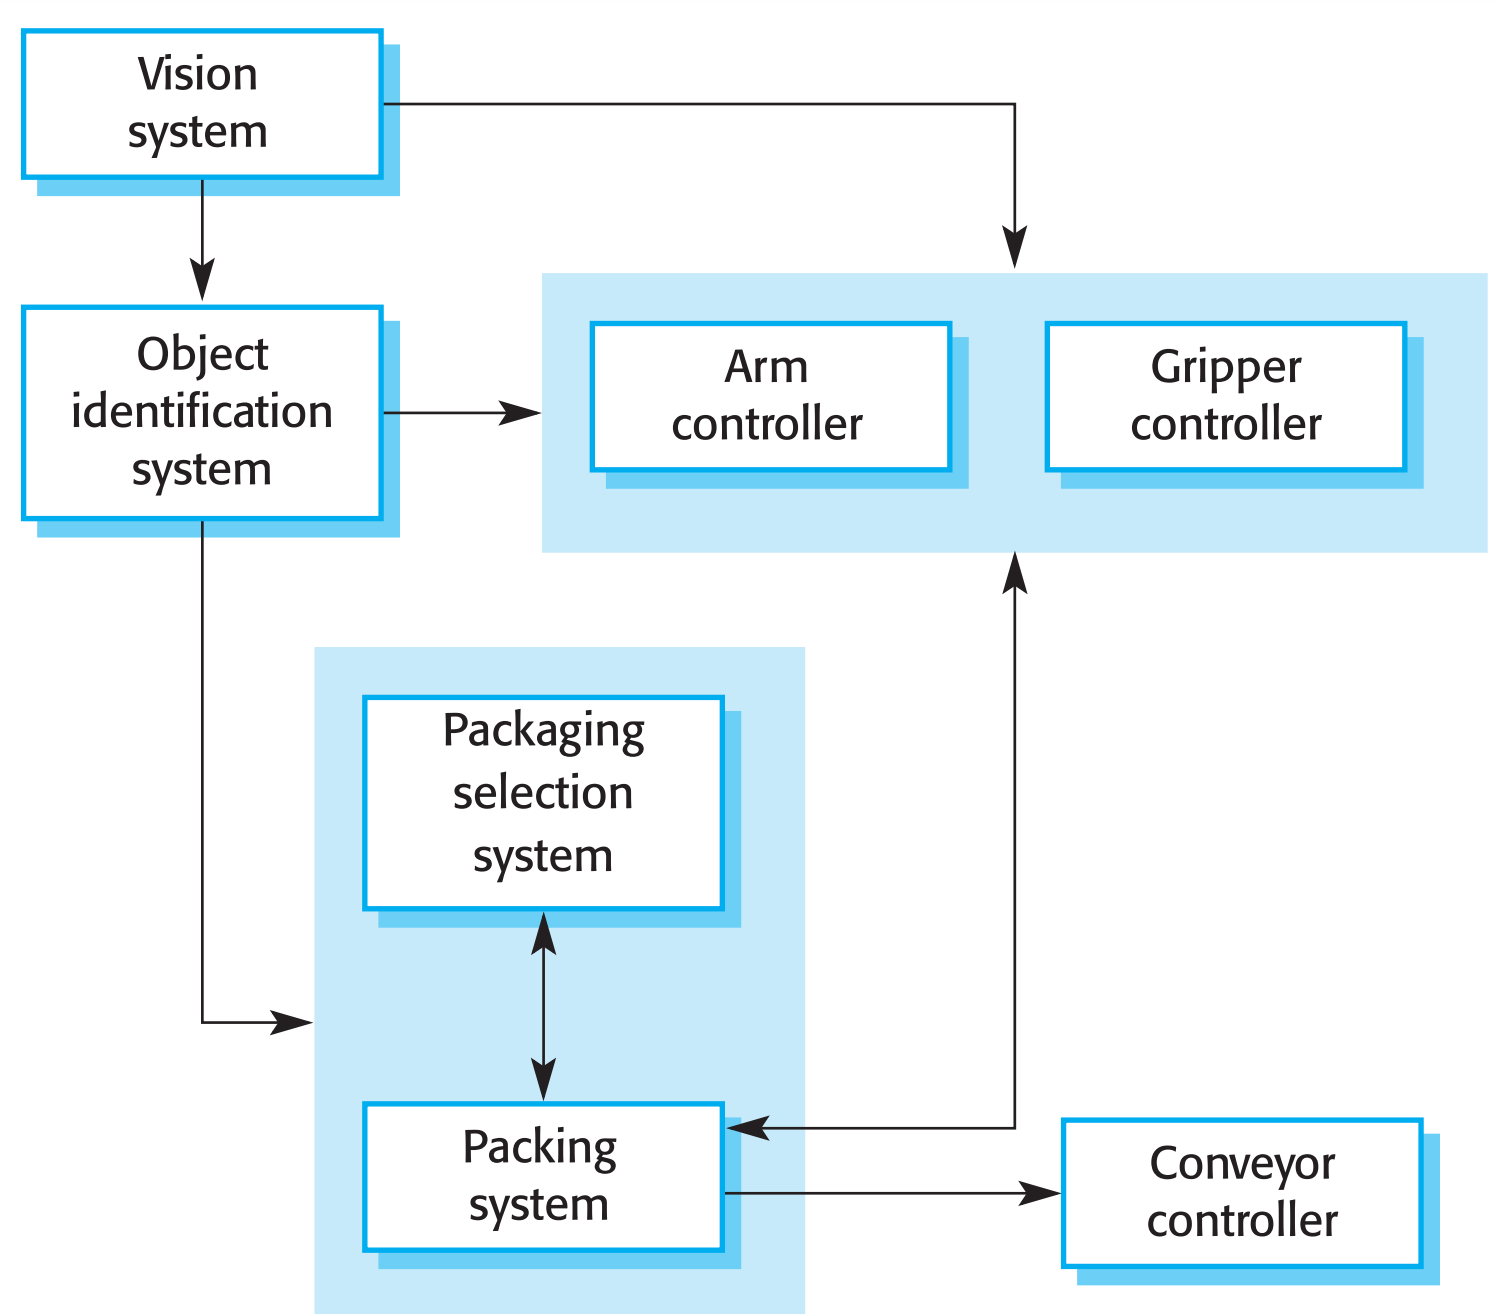 Vision
system
Object
identification
system
Arm
controller
Gripper
controller
Packaging
selection
system
Packing
system
Conveyor
controller